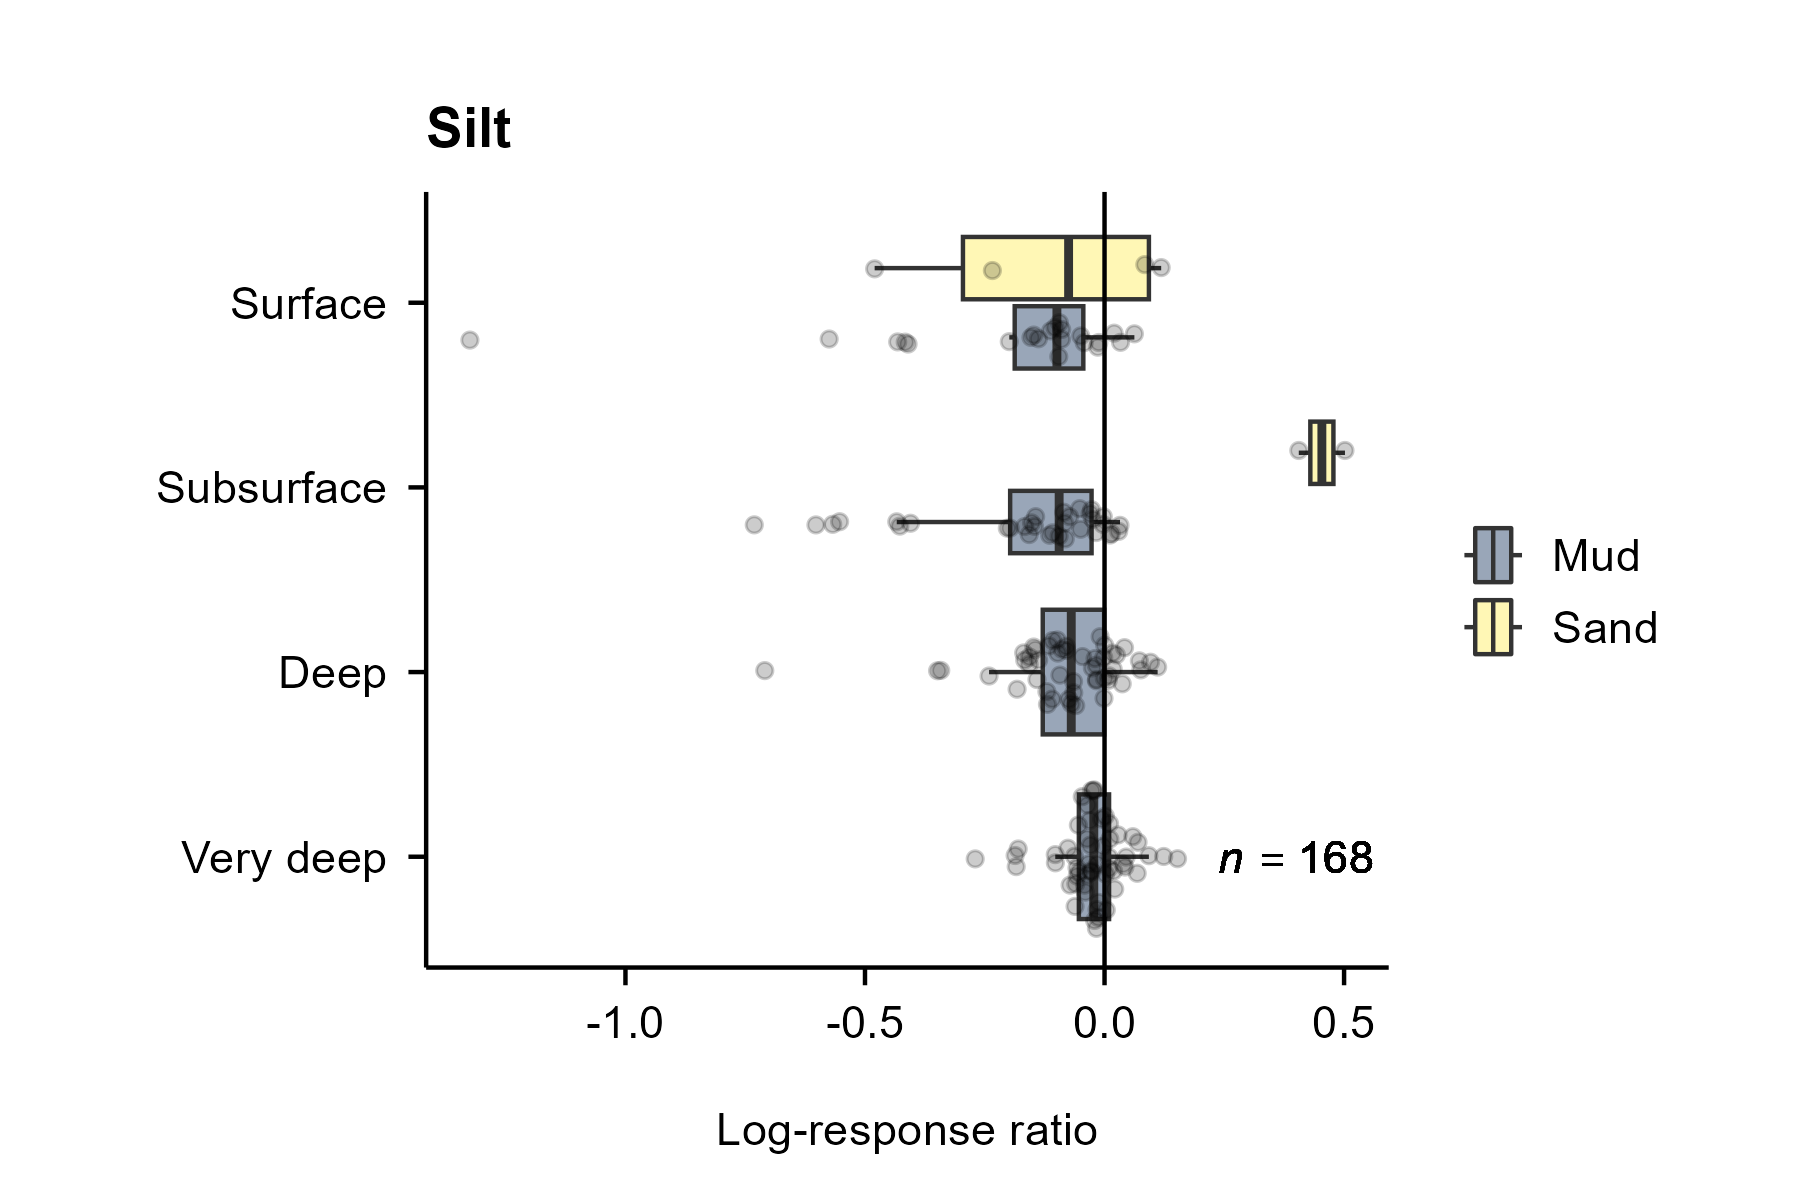 Silt
Surface
Subsurface
Deep
Very deep
n = 168
Mud
Sand
-1.0 -0.5 0.0 0.5
Log-response ratio